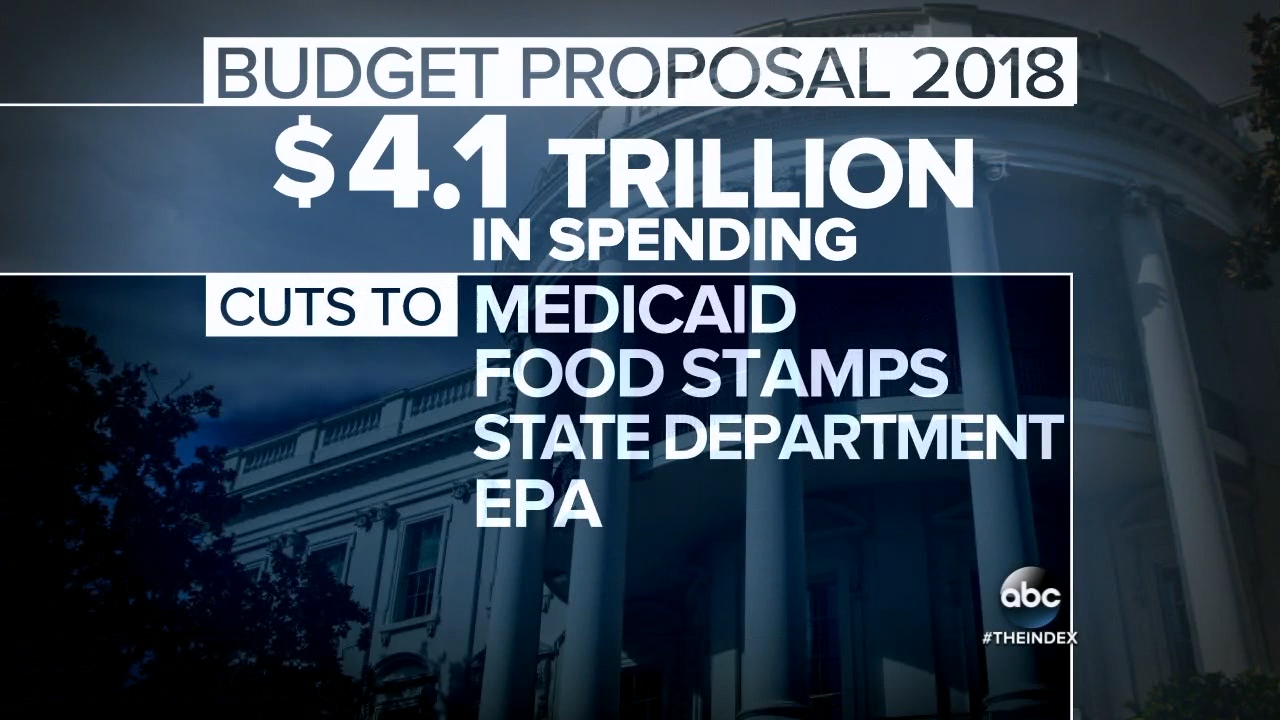 BUDGET PROPOSAL 2018
$4.1 TRILLION
IN SPENDING
CUTS TO MEDICAID
FOOD STAMPS
STATE DEPARTMENT
EPA
abc
#THEINDEX